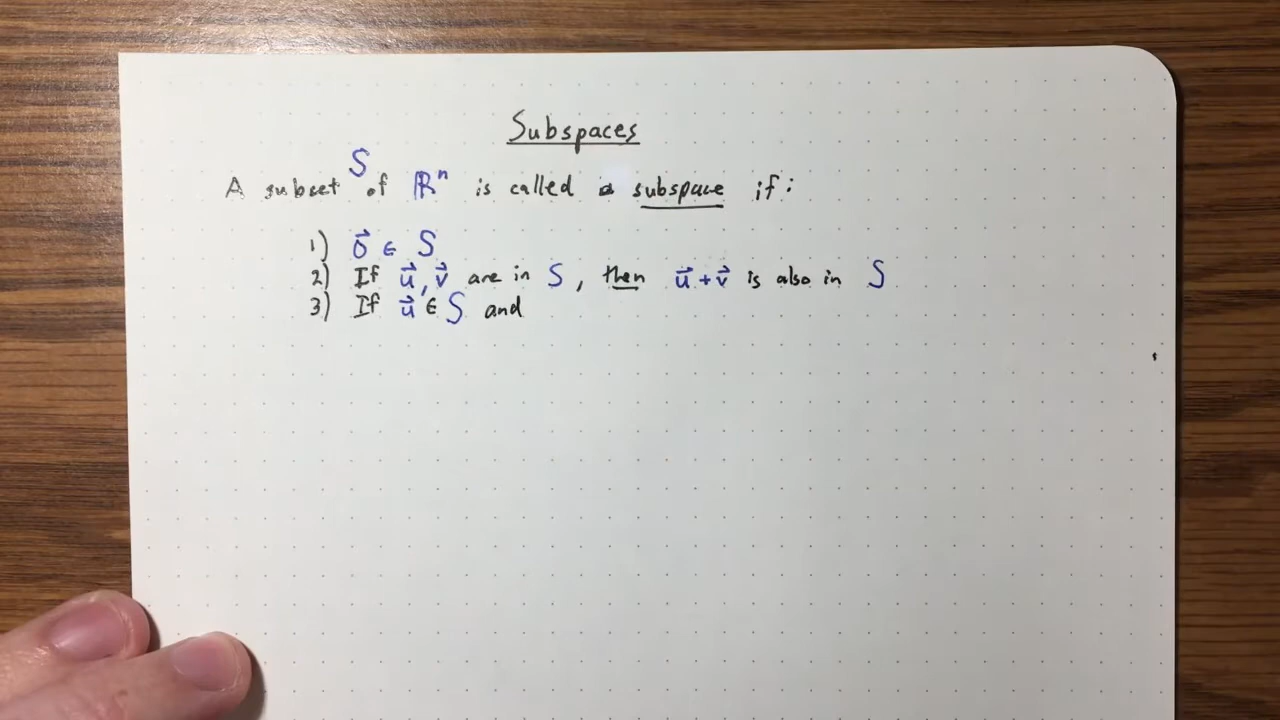 Subspaces
A subset S of ℝⁿ is called a subspace if:
1) 0⃗ ∈ S
2) If u⃗, v⃗ are in S, then u⃗ + v⃗ is also in S
3) If u⃗ ∈ S and